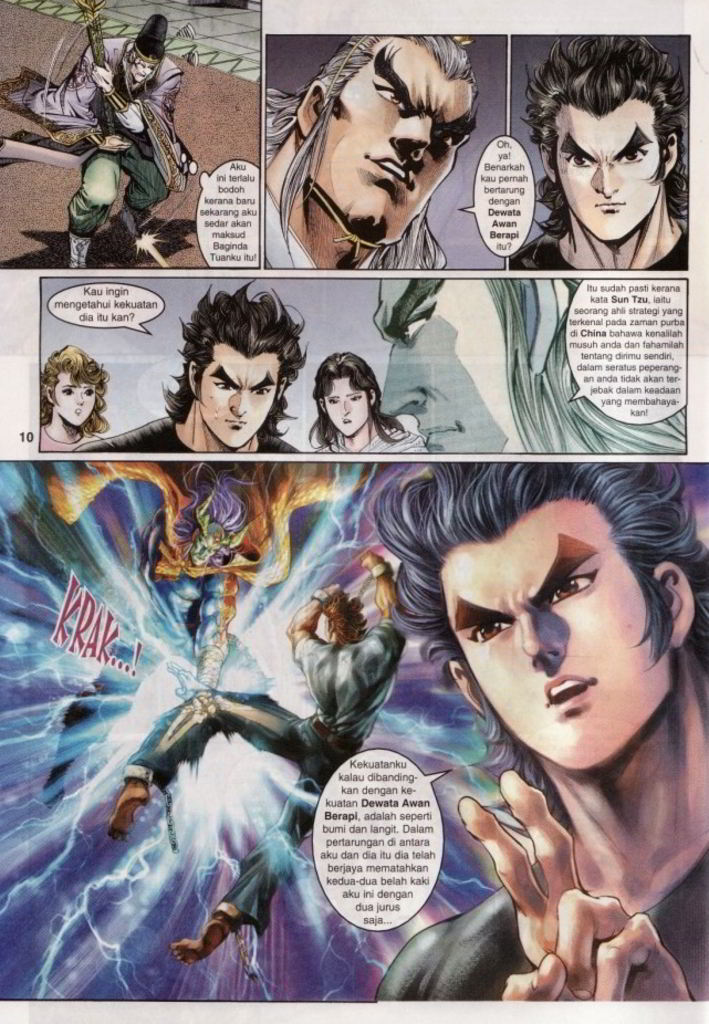 Aku
ini terlalu
bodoh
kerana baru
sekarang aku
sedar akan
maksud
Baginda
Tuanku itu!
Oh,
ya!
Benarkah
kau pernah
bertarung
dengan
Dewata
Awan
Berapi
itu?
Kau ingin
mengetahui kekuatan
dia itu kan?
Itu sudah pasti kerana
kata Sun Tzu, iaitu
seorang ahli strategi yang
terkenal pada zaman purba
di China bahawa kenalilah
musuh anda dan fahamilah
tentang dirimu sendiri,
dalam seratus peperang-
an anda tidak akan ter-
jebak dalam keadaan
yang membahaya-
kan!
10
KRAK...!
Kekuatanku
kalau dibanding-
kan dengan ke-
kuatan Dewata Awan
Berapi, adalah seperti
bumi dan langit. Dalam
pertarungan di antara
aku dan dia itu dia telah
berjaya mematahkan
kedua-dua belah kaki
aku ini dengan
dua jurus
saja...